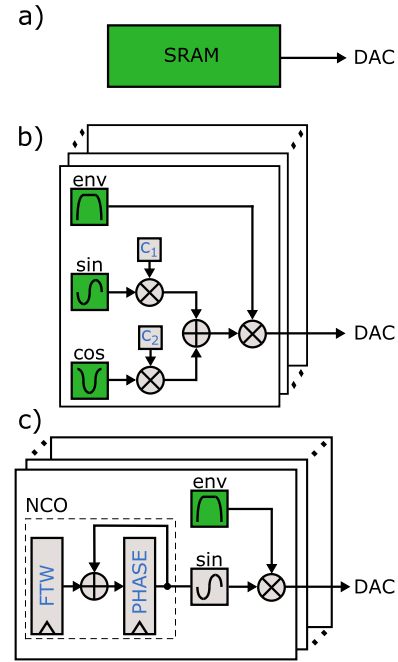 a)
SRAM
DAC
b)
env
C₁
sin
C₂
cos
DAC
c)
env
NCO
sin
FTW
PHASE
DAC